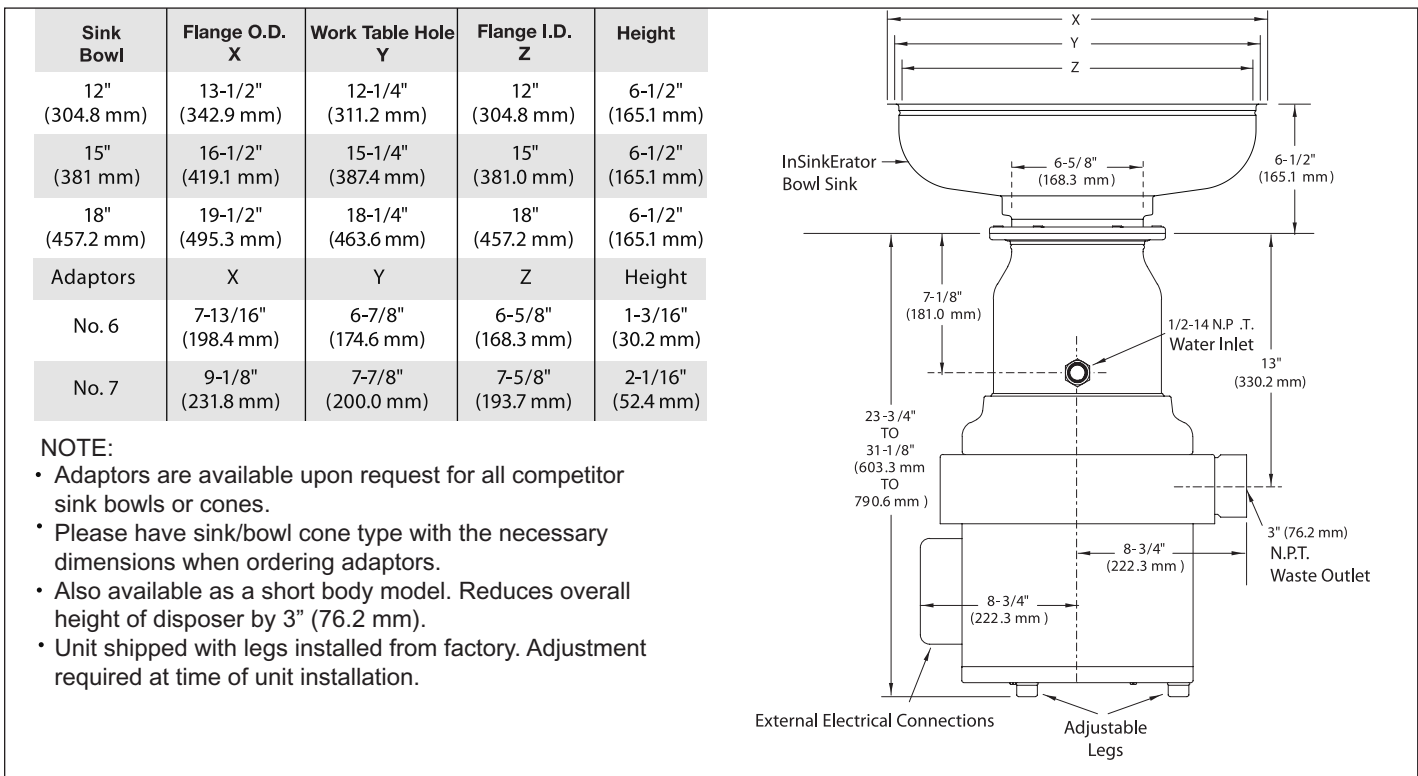 Sink Bowl Flange O.D. X Work Table Hole Y Flange I.D. Z Height
12" 13-1/2" 12-1/4" 12" 6-1/2"
(304.8 mm) (342.9 mm) (311.2 mm) (304.8 mm) (165.1 mm)
15" 16-1/2" 15-1/4" 15" 6-1/2"
(381 mm) (419.1 mm) (387.4 mm) (381.0 mm) (165.1 mm)
18" 19-1/2" 18-1/4" 18" 6-1/2"
(457.2 mm) (495.3 mm) (463.6 mm) (457.2 mm) (165.1 mm)
Adaptors X Y Z Height
No. 6 7-13/16" 6-7/8" 6-5/8" 1-3/16"
(198.4 mm) (174.6 mm) (168.3 mm) (30.2 mm)
No. 7 9-1/8" 7-7/8" 7-5/8" 2-1/16"
(231.8 mm) (200.0 mm) (193.7 mm) (52.4 mm)
NOTE:
• Adaptors are available upon request for all competitor
sink bowls or cones.
• Please have sink/bowl cone type with the necessary
dimensions when ordering adaptors.
• Also available as a short body model. Reduces overall
height of disposer by 3” (76.2 mm).
• Unit shipped with legs installed from factory. Adjustment
required at time of unit installation.
X
Y
Z
InSinkErator
Bowl Sink
6-5/8"
(168.3 mm)
6-1/2"
(165.1 mm)
7-1/8"
(181.0 mm)
1/2-14 N.P .T.
Water Inlet
13"
(330.2 mm)
23-3/4"
TO
31-1/8"
(603.3 mm
TO
790.6 mm )
3" (76.2 mm)
N.P.T.
Waste Outlet
8-3/4"
(222.3 mm )
8-3/4"
(222.3 mm )
External Electrical Connections
Adjustable
Legs